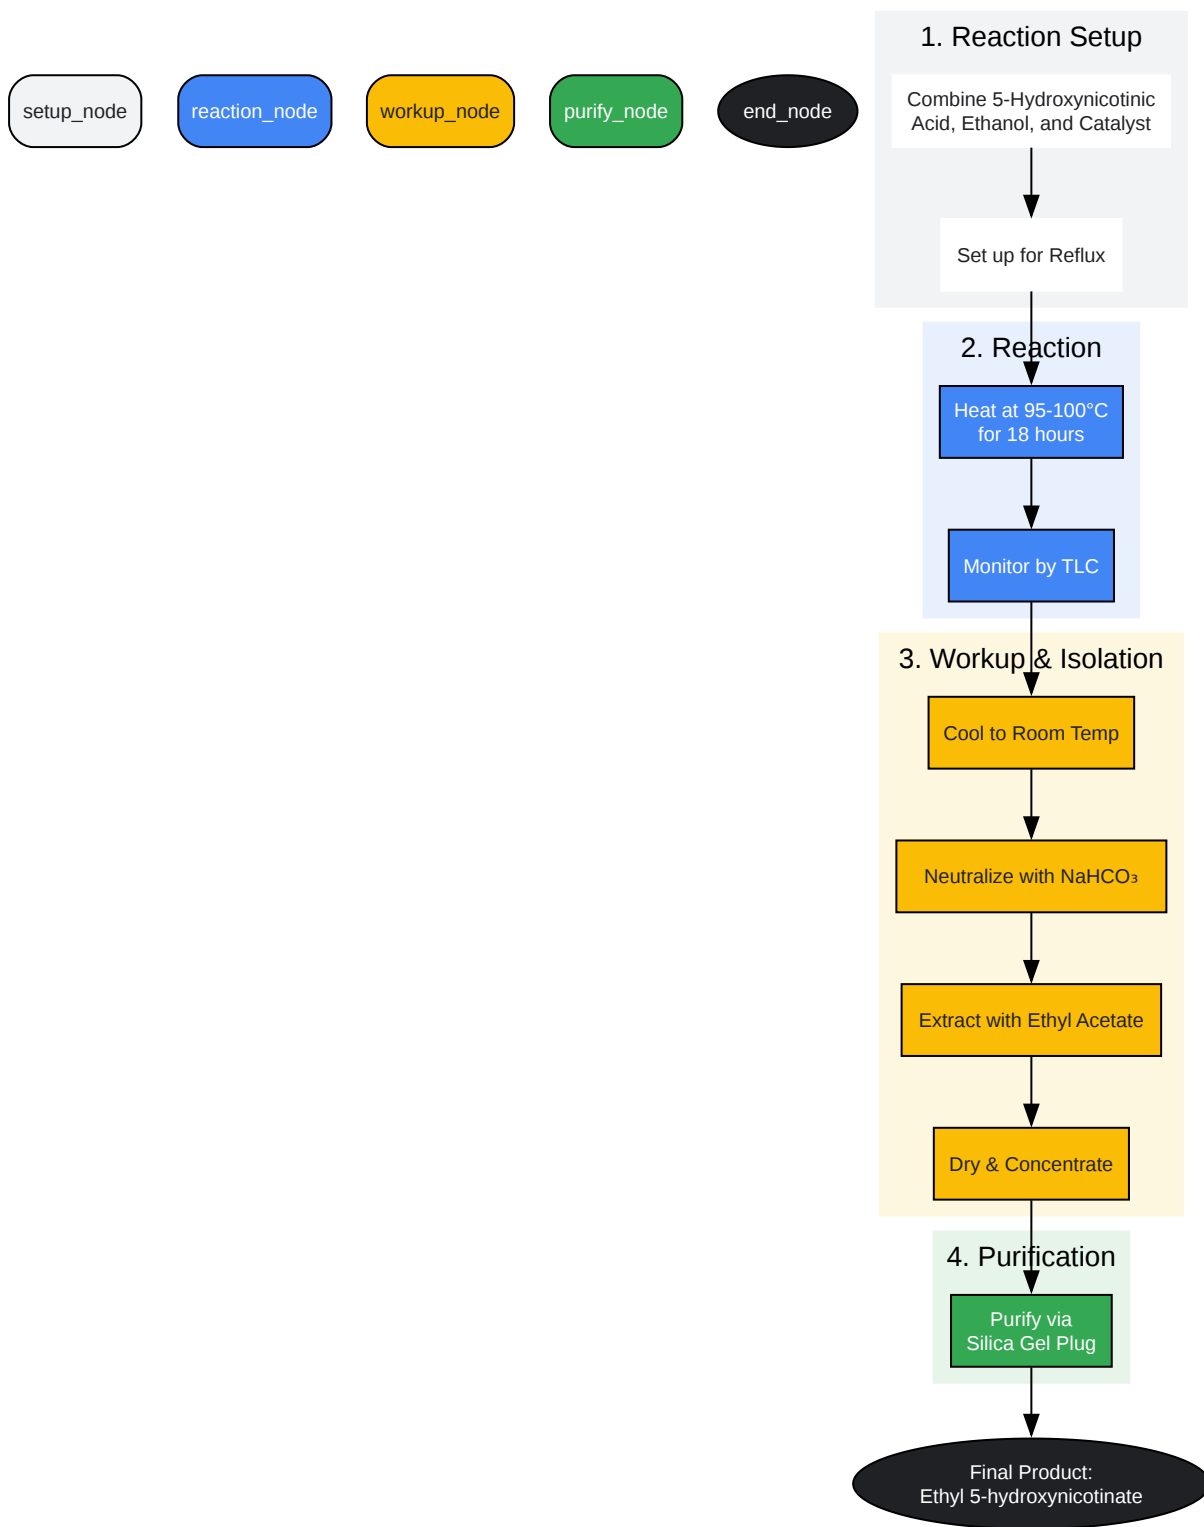 setup_node
reaction_node
workup_node
purify_node
end_node
1. Reaction Setup
Combine 5-Hydroxynicotinic
Acid, Ethanol, and Catalyst
Set up for Reflux
2. Reaction
Heat at 95-100°C
for 18 hours
Monitor by TLC
3. Workup & Isolation
Cool to Room Temp
Neutralize with NaHCO₃
Extract with Ethyl Acetate
Dry & Concentrate
4. Purification
Purify via
Silica Gel Plug
Final Product:
Ethyl 5-hydroxynicotinate